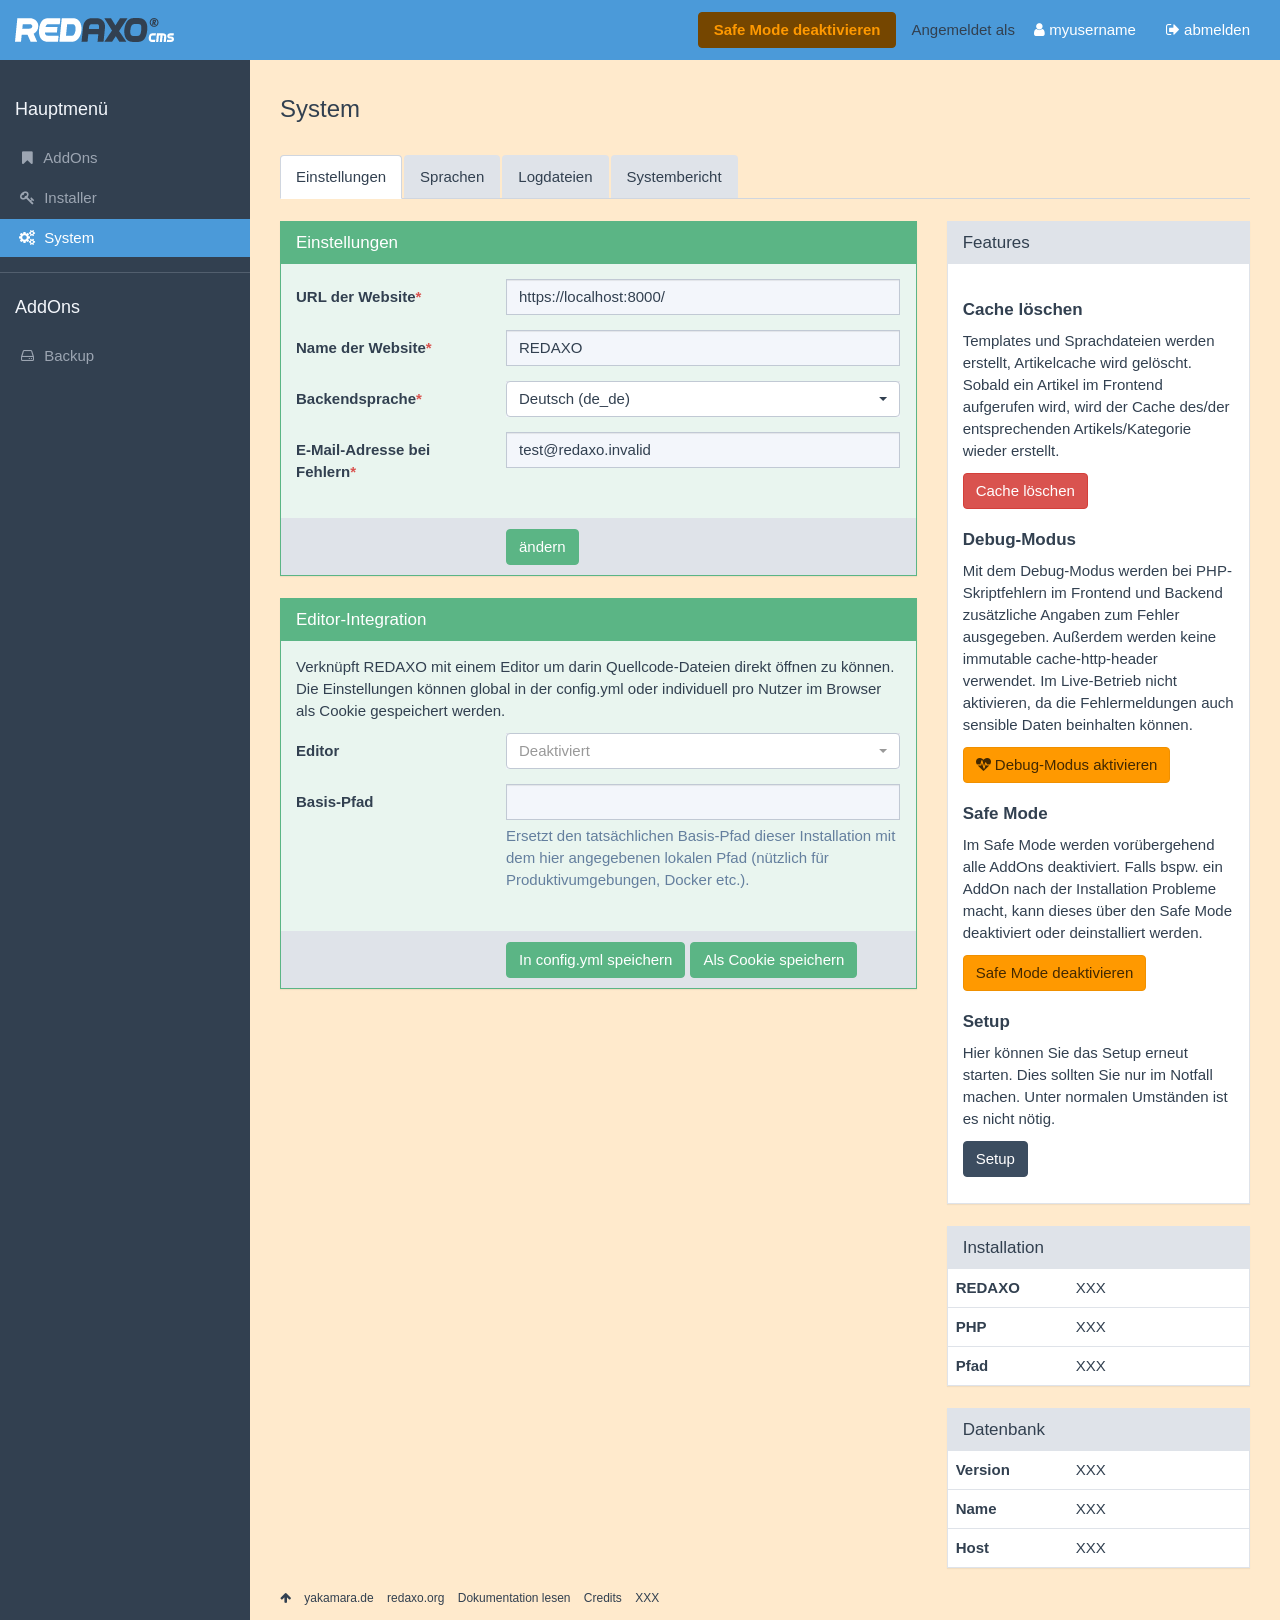 REDAXO® cms
Safe Mode deaktivieren
Angemeldet als
myusername
abmelden
Hauptmenü
AddOns
Installer
System
AddOns
Backup
System
Einstellungen
Sprachen
Logdateien
Systembericht
Einstellungen
URL der Website*
https://localhost:8000/
Name der Website*
REDAXO
Backendsprache*
Deutsch (de_de)
E-Mail-Adresse bei
Fehlern*
test@redaxo.invalid
ändern
Editor-Integration
Verknüpft REDAXO mit einem Editor um darin Quellcode-Dateien direkt öffnen zu können.
Die Einstellungen können global in der config.yml oder individuell pro Nutzer im Browser
als Cookie gespeichert werden.
Editor
Deaktiviert
Basis-Pfad
Ersetzt den tatsächlichen Basis-Pfad dieser Installation mit
dem hier angegebenen lokalen Pfad (nützlich für
Produktivumgebungen, Docker etc.).
In config.yml speichern
Als Cookie speichern
Features
Cache löschen
Templates und Sprachdateien werden
erstellt, Artikelcache wird gelöscht.
Sobald ein Artikel im Frontend
aufgerufen wird, wird der Cache des/der
entsprechenden Artikels/Kategorie
wieder erstellt.
Cache löschen
Debug-Modus
Mit dem Debug-Modus werden bei PHP-
Skriptfehlern im Frontend und Backend
zusätzliche Angaben zum Fehler
ausgegeben. Außerdem werden keine
immutable cache-http-header
verwendet. Im Live-Betrieb nicht
aktivieren, da die Fehlermeldungen auch
sensible Daten beinhalten können.
Debug-Modus aktivieren
Safe Mode
Im Safe Mode werden vorübergehend
alle AddOns deaktiviert. Falls bspw. ein
AddOn nach der Installation Probleme
macht, kann dieses über den Safe Mode
deaktiviert oder deinstalliert werden.
Safe Mode deaktivieren
Setup
Hier können Sie das Setup erneut
starten. Dies sollten Sie nur im Notfall
machen. Unter normalen Umständen ist
es nicht nötig.
Setup
Installation
REDAXO XXX
PHP XXX
Pfad XXX
Datenbank
Version XXX
Name XXX
Host XXX
yakamara.de redaxo.org Dokumentation lesen Credits XXX